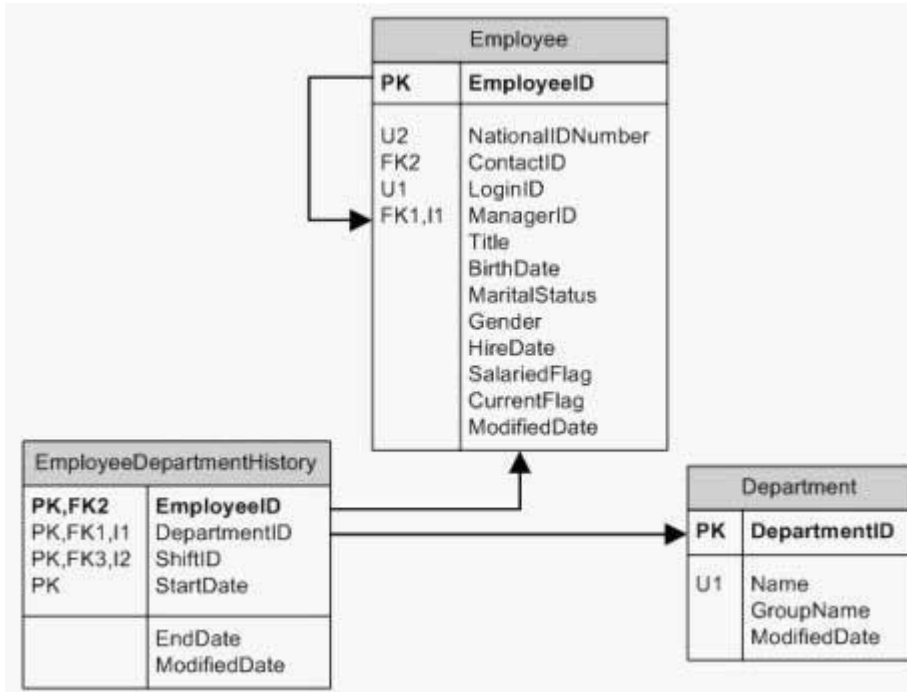 Employee
PK EmployeeID
U2 NationalIDNumber
FK2 ContactID
U1 LoginID
FK1,I1 ManagerID
Title
BirthDate
MaritalStatus
Gender
HireDate
SalariedFlag
CurrentFlag
ModifiedDate
EmployeeDepartmentHistory
PK,FK2 EmployeeID
PK,FK1,I1 DepartmentID
PK,FK3,I2 ShiftID
PK StartDate
EndDate
ModifiedDate
Department
PK DepartmentID
U1 Name
GroupName
ModifiedDate